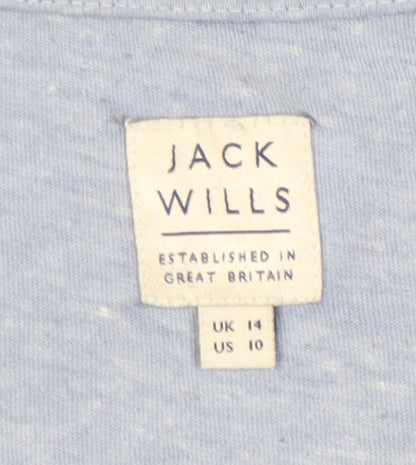 JACK
WILLS
ESTABLISHED IN
GREAT BRITAIN
UK 14
US 10